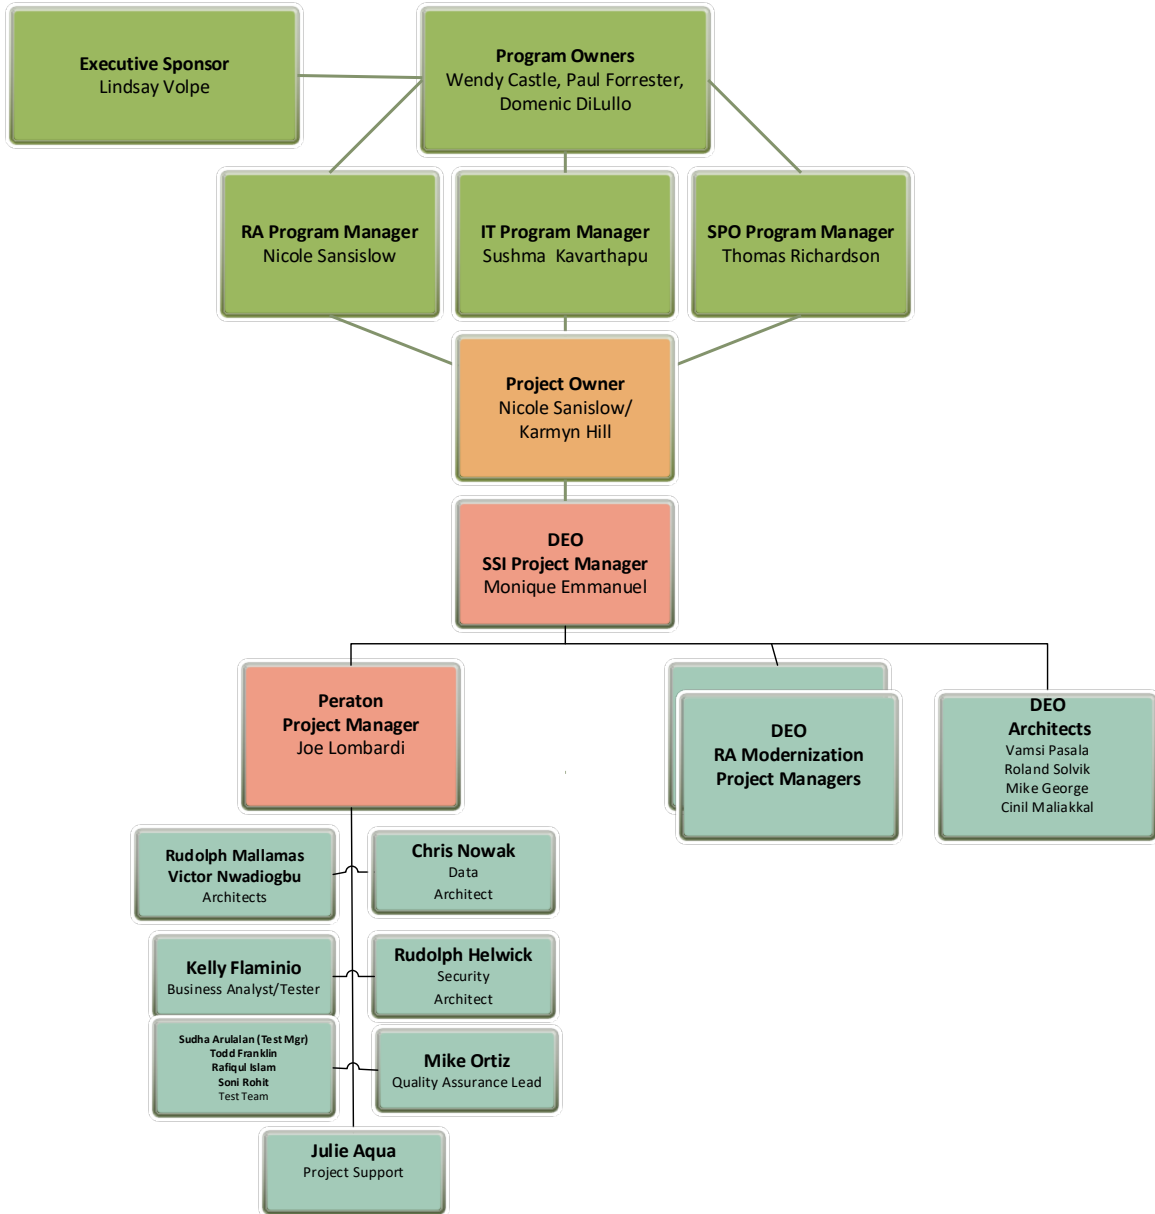 Executive Sponsor
Lindsay Volpe
Program Owners
Wendy Castle, Paul Forrester,
Domenic DiLullo
RA Program Manager
Nicole Sansislow
IT Program Manager
Sushma  Kavarthapu
SPO Program Manager
Thomas Richardson
Project Owner
Nicole Sanislow/
Karmyn Hill
DEO
SSI Project Manager
Monique Emmanuel
Peraton
Project Manager
Joe Lombardi
DEO
RA Modernization
Project Managers
DEO
Architects
Vamsi Pasala
Roland Solvik
Mike George
Cinil Maliakkal
Rudolph Mallamas
Victor Nwadiogbu
Architects
Chris Nowak
Data
Architect
Kelly Flaminio
Business Analyst/Tester
Rudolph Helwick
Security
Architect
Sudha Arulalan (Test Mgr)
Todd Franklin
Rafiqul Islam
Soni Rohit
Test Team
Mike Ortiz
Quality Assurance Lead
Julie Aqua
Project Support